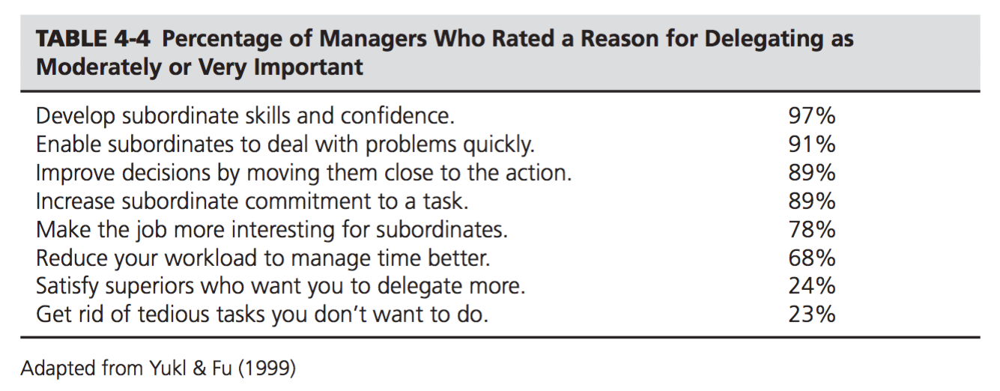 TABLE 4-4 Percentage of Managers Who Rated a Reason for Delegating as
Moderately or Very Important
Develop subordinate skills and confidence. 97%
Enable subordinates to deal with problems quickly. 91%
Improve decisions by moving them close to the action. 89%
Increase subordinate commitment to a task. 89%
Make the job more interesting for subordinates. 78%
Reduce your workload to manage time better. 68%
Satisfy superiors who want you to delegate more. 24%
Get rid of tedious tasks you don’t want to do. 23%
Adapted from Yukl & Fu (1999)